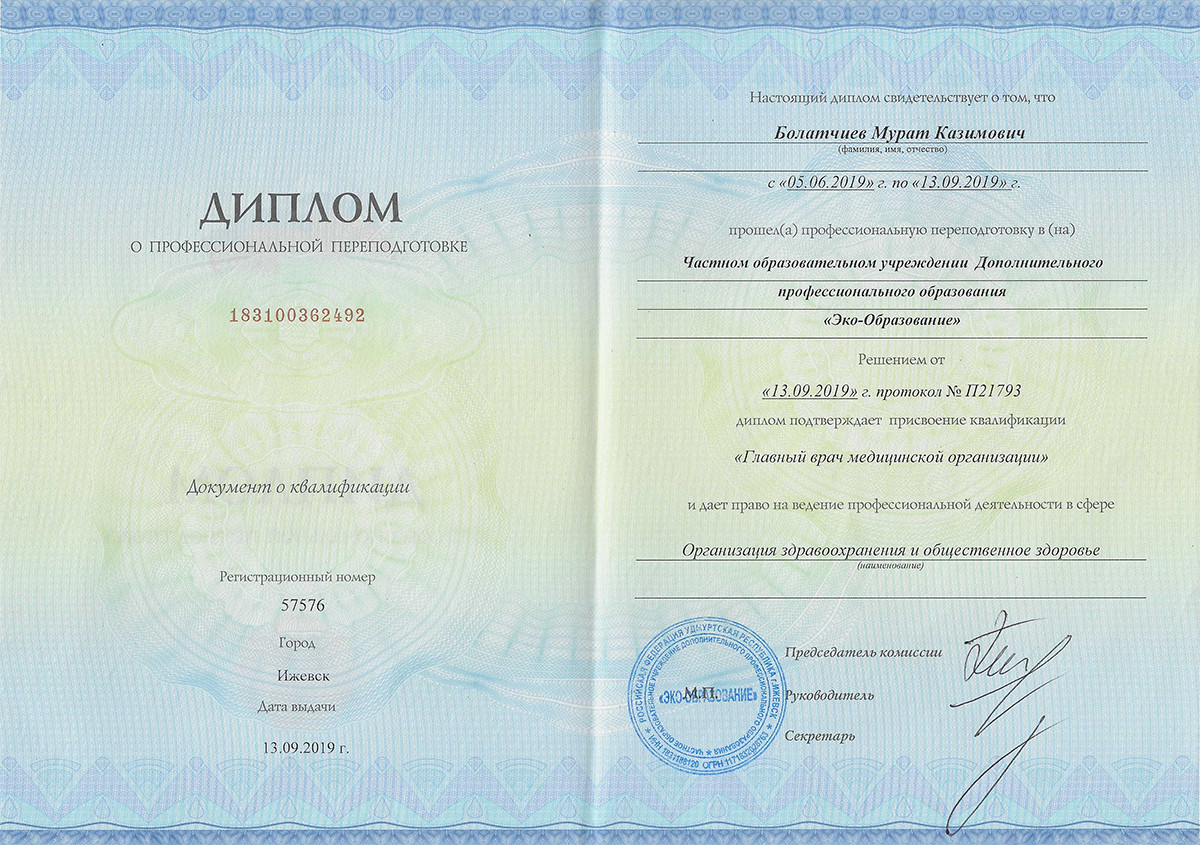 ДИПЛОМ
О ПРОФЕССИОНАЛЬНОЙ ПЕРЕПОДГОТОВКЕ
183100362492
Документ о квалификации
Регистрационный номер
57576
Город
Ижевск
Дата выдачи
13.09.2019 г.
Настоящий диплом свидетельствует о том, что
Болатчиев Мурат Казимович
(фамилия, имя, отчество)
с «05.06.2019» г. по «13.09.2019» г.
прошел(а) профессиональную переподготовку в (на)
Частном образовательном учреждении Дополнительного
профессионального образования
«Эко-Образование»
Решением от
«13.09.2019» г. протокол № П21793
диплом подтверждает присвоение квалификации
«Главный врач медицинской организации»
и дает право на ведение профессиональной деятельности в сфере
Организация здравоохранения и общественное здоровье
(наименование)
Председатель комиссии
Руководитель
Секретарь
М.П.
РОССИЙСКАЯ ФЕДЕРАЦИЯ УДМУРТСКАЯ РЕСПУБЛИКА г.ИЖЕВСК
ЧАСТНОЕ ОБРАЗОВАТЕЛЬНОЕ УЧРЕЖДЕНИЕ ДОПОЛНИТЕЛЬНОГО ПРОФЕССИОНАЛЬНОГО ОБРАЗОВАНИЯ
«ЭКО-ОБРАЗОВАНИЕ»
ИНН ОГРН